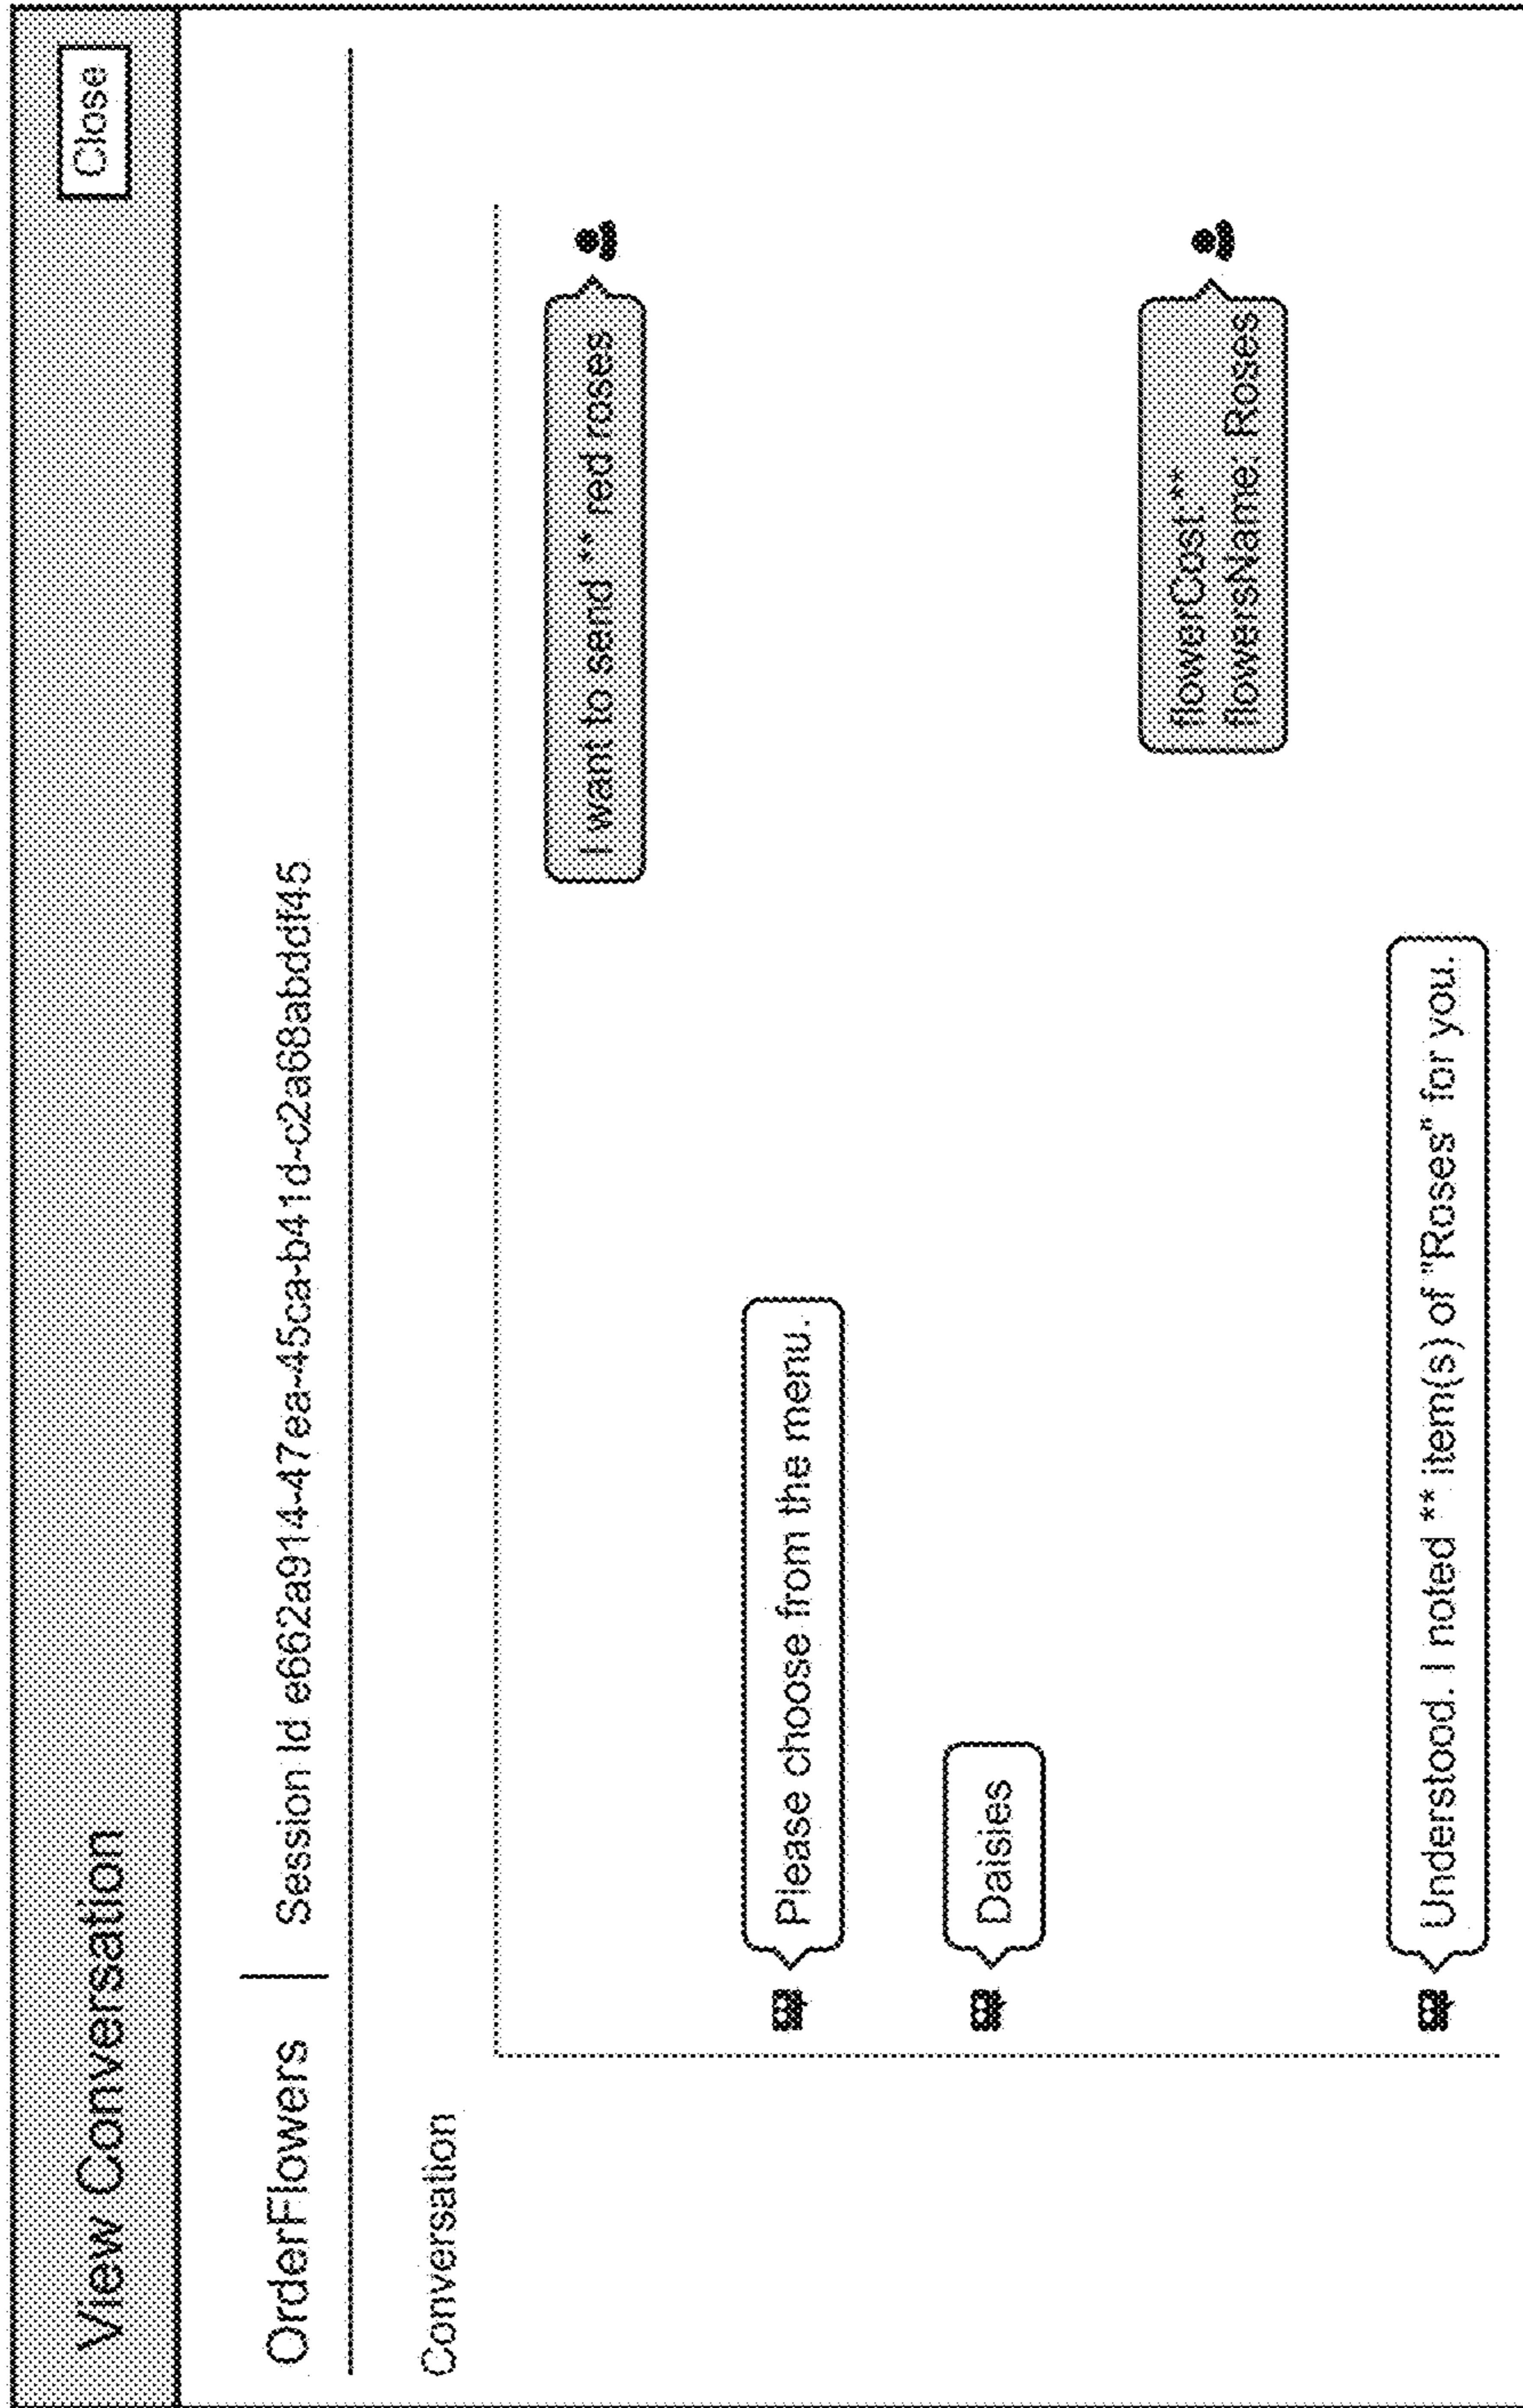 View Conversation
Close
OrderFlowers | Session Id e662a914-47ea-45ca-b41d-c2a68abddf45
Conversation
I want to send ** red roses
Please choose from the menu.
Daisies
flowerCost: **
flowersName: Roses
Understood. I noted ** item(s) of "Roses" for you.